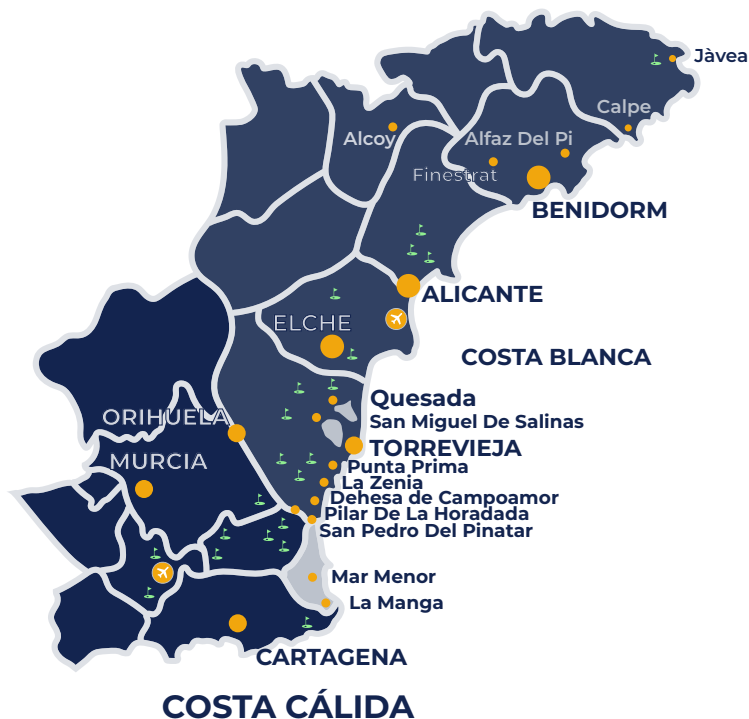 Jàvea
Calpe
Alcoy
Alfaz Del Pi
Finestrat
BENIDORM
ALICANTE
ELCHE
COSTA BLANCA
Quesada
San Miguel De Salinas
ORIHUELA
TORREVIEJA
MURCIA
Punta Prima
La Zenia
Dehesa de Campoamor
Pilar De La Horadada
San Pedro Del Pinatar
Mar Menor
La Manga
CARTAGENA
COSTA CÁLIDA